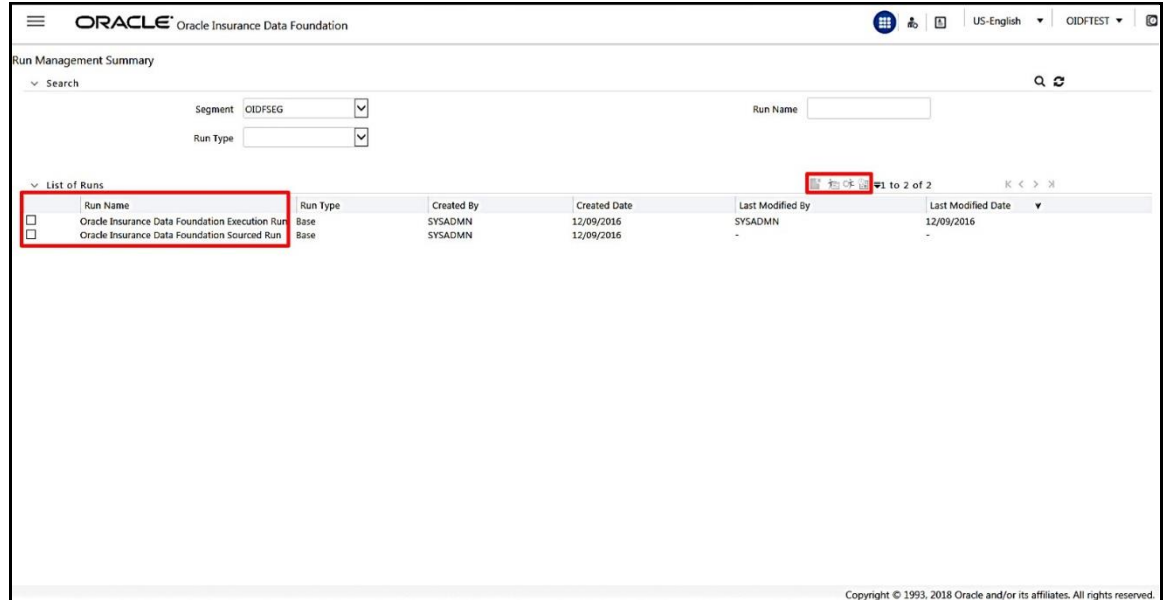 ORACLE® Oracle Insurance Data Foundation US-English OIDFTEST
Run Management Summary
Search
Segment OIDFSEG Run Name
Run Type
List of Runs 1 to 2 of 2
Run Name Run Type Created By Created Date Last Modified By Last Modified Date
Oracle Insurance Data Foundation Execution Run Base SYSADMN 12/09/2016 SYSADMN 12/09/2016
Oracle Insurance Data Foundation Sourced Run Base SYSADMN 12/09/2016 - -
Copyright © 1993, 2018 Oracle and/or its affiliates. All rights reserved.